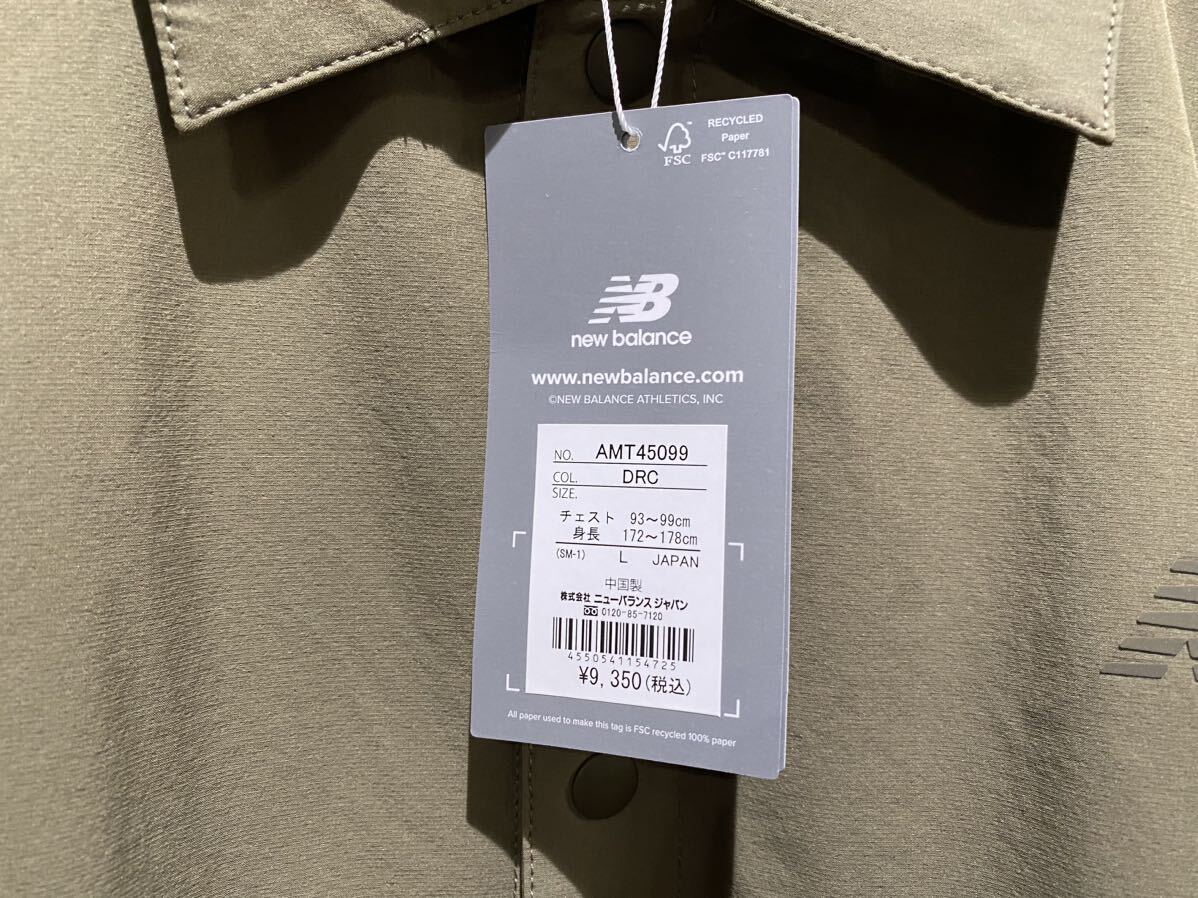 RECYCLED
Paper
FSC™ C117781
FSC
NB
new balance
www.newbalance.com
©NEW BALANCE ATHLETICS, INC
NO. AMT45099
COL. DRC
SIZE.
チェスト 93～99cm
身長 172～178cm
(SM-1) L JAPAN
中国製
株式会社 ニューバランス ジャパン
0120-85-7120
4550541154725
¥9,350(税込)
All paper used to make this tag is FSC recycled 100% paper